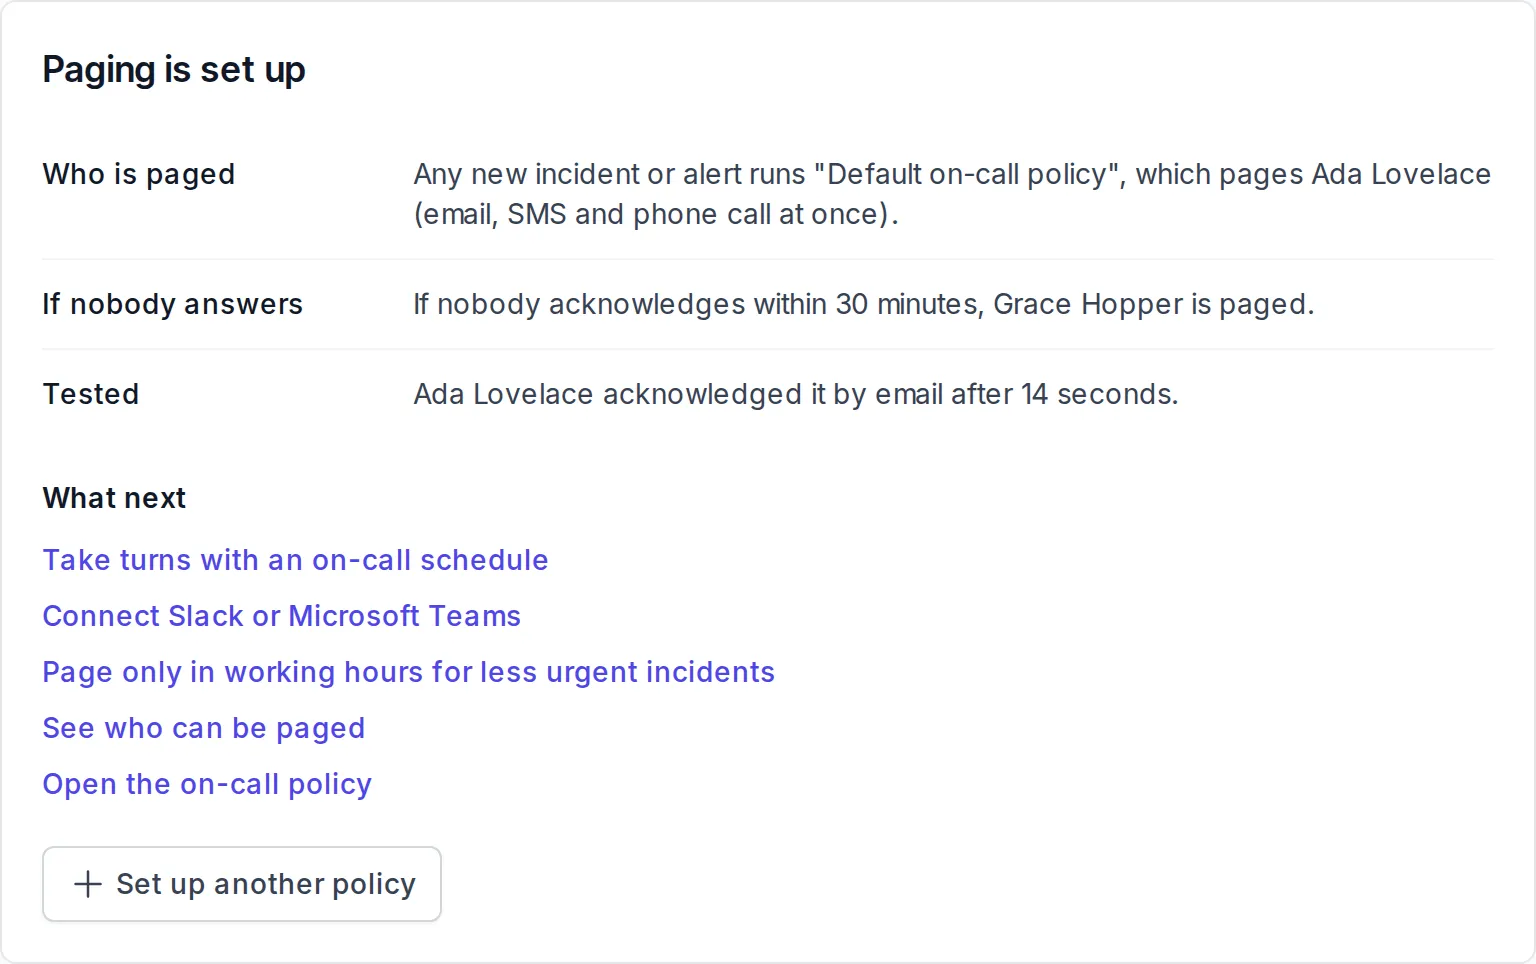 Paging is set up
Who is paged
Any new incident or alert runs "Default on-call policy", which pages Ada Lovelace
(email, SMS and phone call at once).
If nobody answers
If nobody acknowledges within 30 minutes, Grace Hopper is paged.
Tested
Ada Lovelace acknowledged it by email after 14 seconds.
What next
Take turns with an on-call schedule
Connect Slack or Microsoft Teams
Page only in working hours for less urgent incidents
See who can be paged
Open the on-call policy
Set up another policy